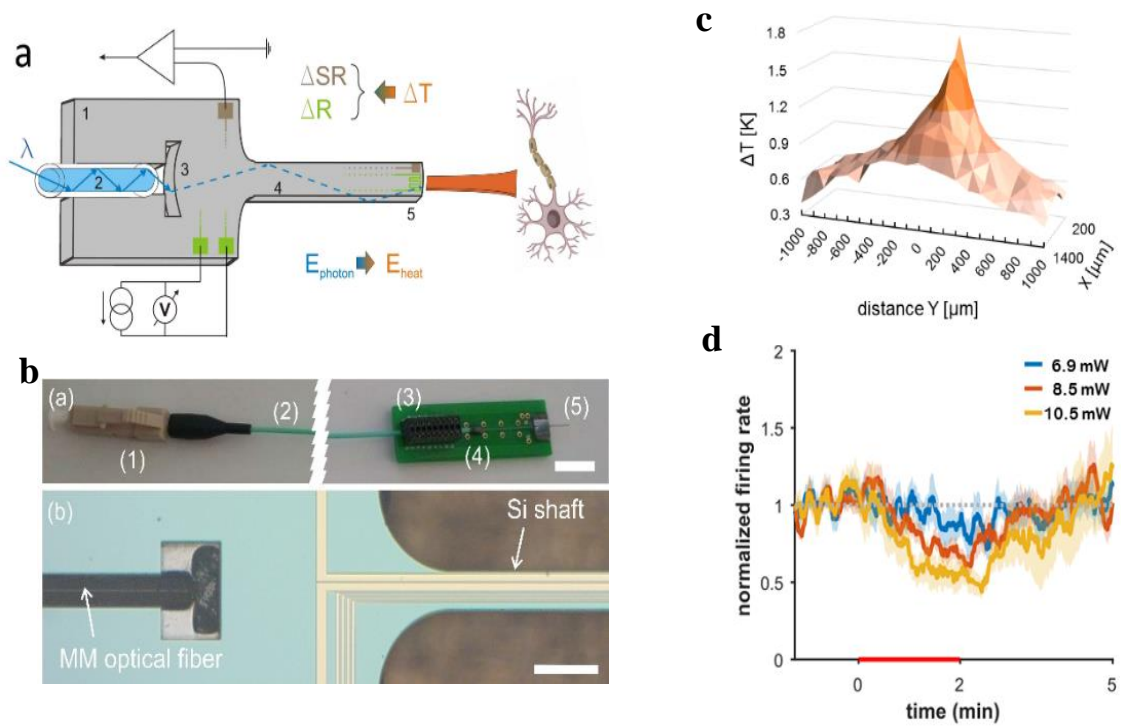 a
1
λ
2
3
4
5
ΔSR
ΔR
ΔT
E photon
E heat
V
b
(a)
(1)
(2)
(3)
(4)
(5)
(b)
Si shaft
MM optical fiber
c
1.8
1.5
1.2
0.9
0.6
0.3
ΔT [K]
-1000
-800
-600
-400
-200
0
200
400
600
800
1000
distance Y [µm]
200
1400
X [µm]
d
2
1.5
1
0.5
0
normalized firing rate
6.9 mW
8.5 mW
10.5 mW
0
2
5
time (min)